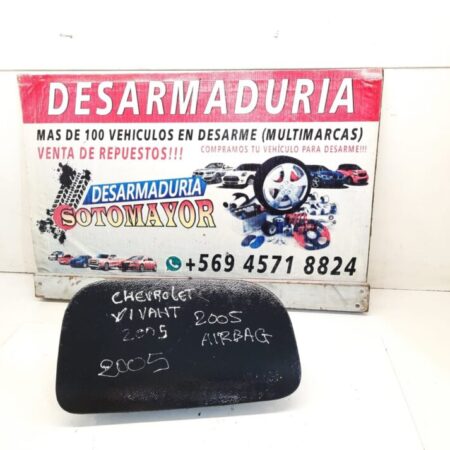 DESARMADURIA
MAS DE 100 VEHICULOS EN DESARME (MULTIMARCAS)
VENTA DE REPUESTOS!!!
COMPRAMOS TU VEHÍCULO PARA DESARME!!!
DESARMADURIA
SOTOMAYOR
+569 4571 8824
CHEVROLET
VIVANT 2005
2005 AIRBAG
2005